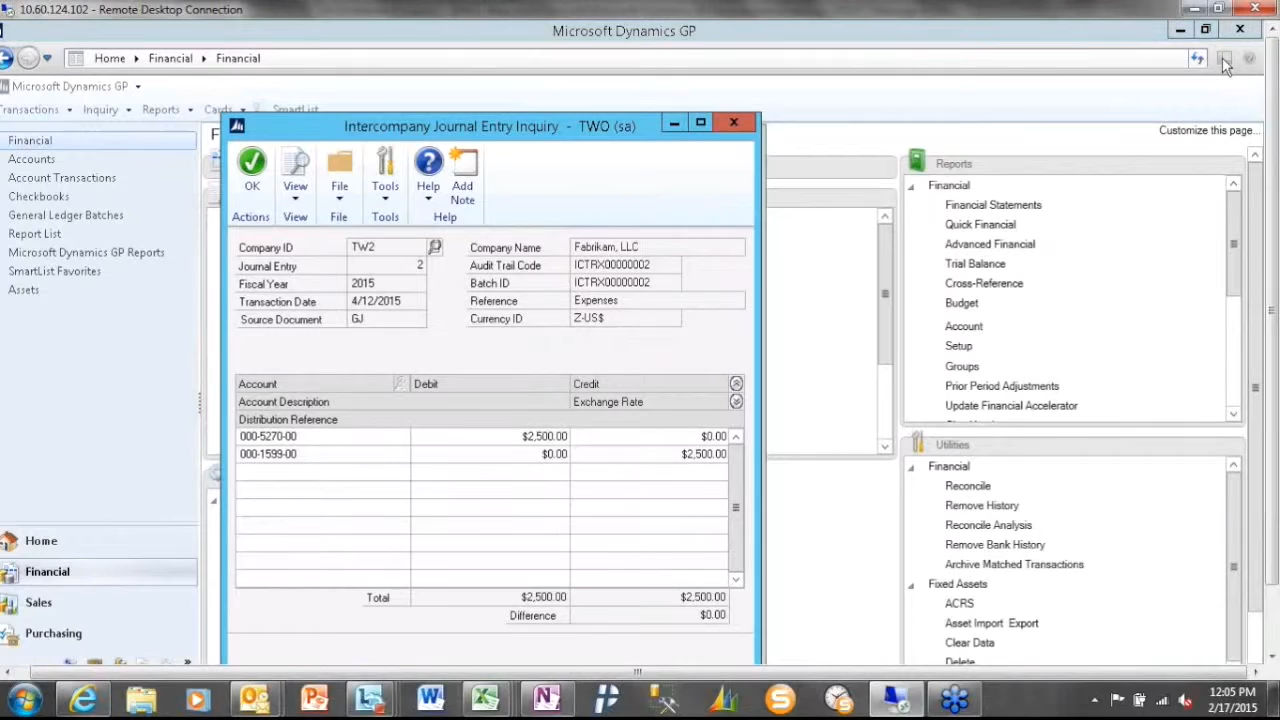 10.60.124.102 - Remote Desktop Connection
Microsoft Dynamics GP
Home Financial Financial
Microsoft Dynamics GP
Transactions Inquiry Reports Cards SmartList
Customize this page...
Financial
Accounts
Account Transactions
Checkbooks
General Ledger Batches
Report List
Microsoft Dynamics GP Reports
SmartList Favorites
Assets
Home
Financial
Sales
Purchasing
Intercompany Journal Entry Inquiry - TWO (sa)
OK View File Tools Help Add Note
Actions View File Tools Help
Company ID TW2 Company Name Fabrikam, LLC
Journal Entry 2 Audit Trail Code ICTRX00000002
Fiscal Year 2015 Batch ID ICTRX00000002
Transaction Date 4/12/2015 Reference Expenses
Source Document GJ Currency ID Z-US$
Account Debit Credit
Account Description Exchange Rate
Distribution Reference
000-5270-00 $2,500.00 $0.00
000-1599-00 $0.00 $2,500.00
Total $2,500.00 $2,500.00
Difference $0.00
Reports
Financial
Financial Statements
Quick Financial
Advanced Financial
Trial Balance
Cross-Reference
Budget
Account
Setup
Groups
Prior Period Adjustments
Update Financial Accelerator
Utilities
Financial
Reconcile
Remove History
Reconcile Analysis
Remove Bank History
Archive Matched Transactions
Fixed Assets
ACRS
Asset Import Export
Clear Data
Delete
12:05 PM
2/17/2015